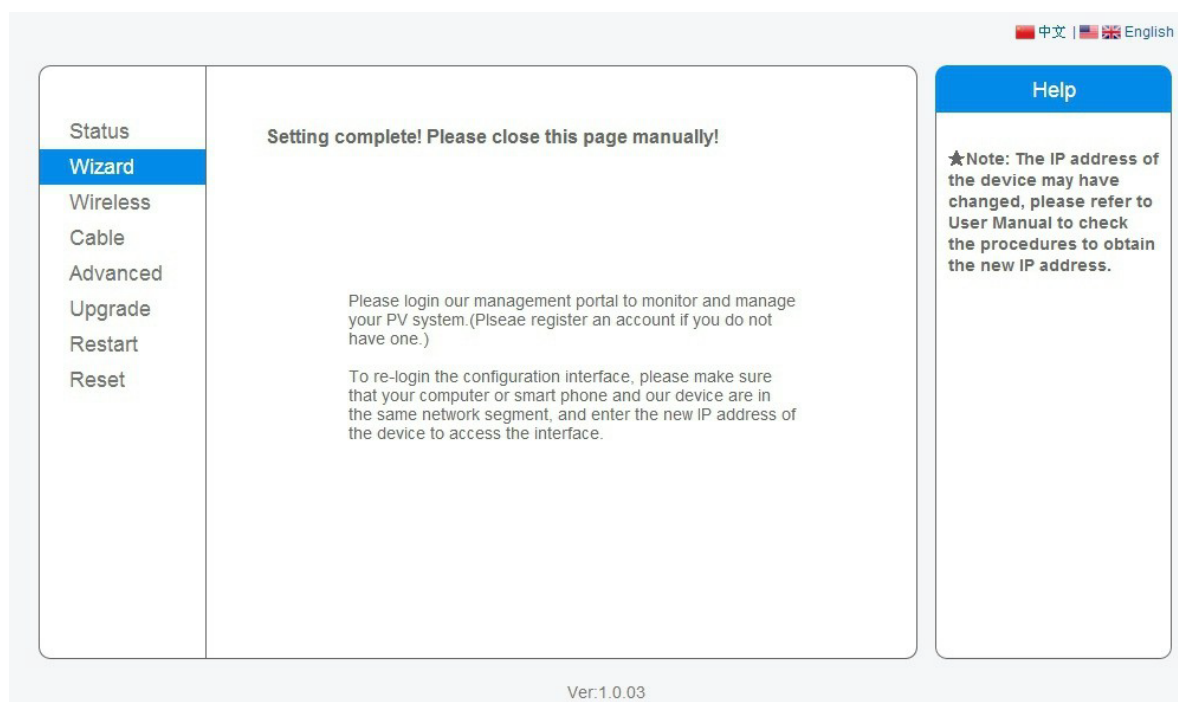 中文 | English
Status
Wizard
Wireless
Cable
Advanced
Upgrade
Restart
Reset
Setting complete! Please close this page manually!
Please login our management portal to monitor and manage
your PV system.(Plseae register an account if you do not
have one.)
To re-login the configuration interface, please make sure
that your computer or smart phone and our device are in
the same network segment, and enter the new IP address of
the device to access the interface.
Help
★Note: The IP address of
the device may have
changed, please refer to
User Manual to check
the procedures to obtain
the new IP address.
Ver:1.0.03